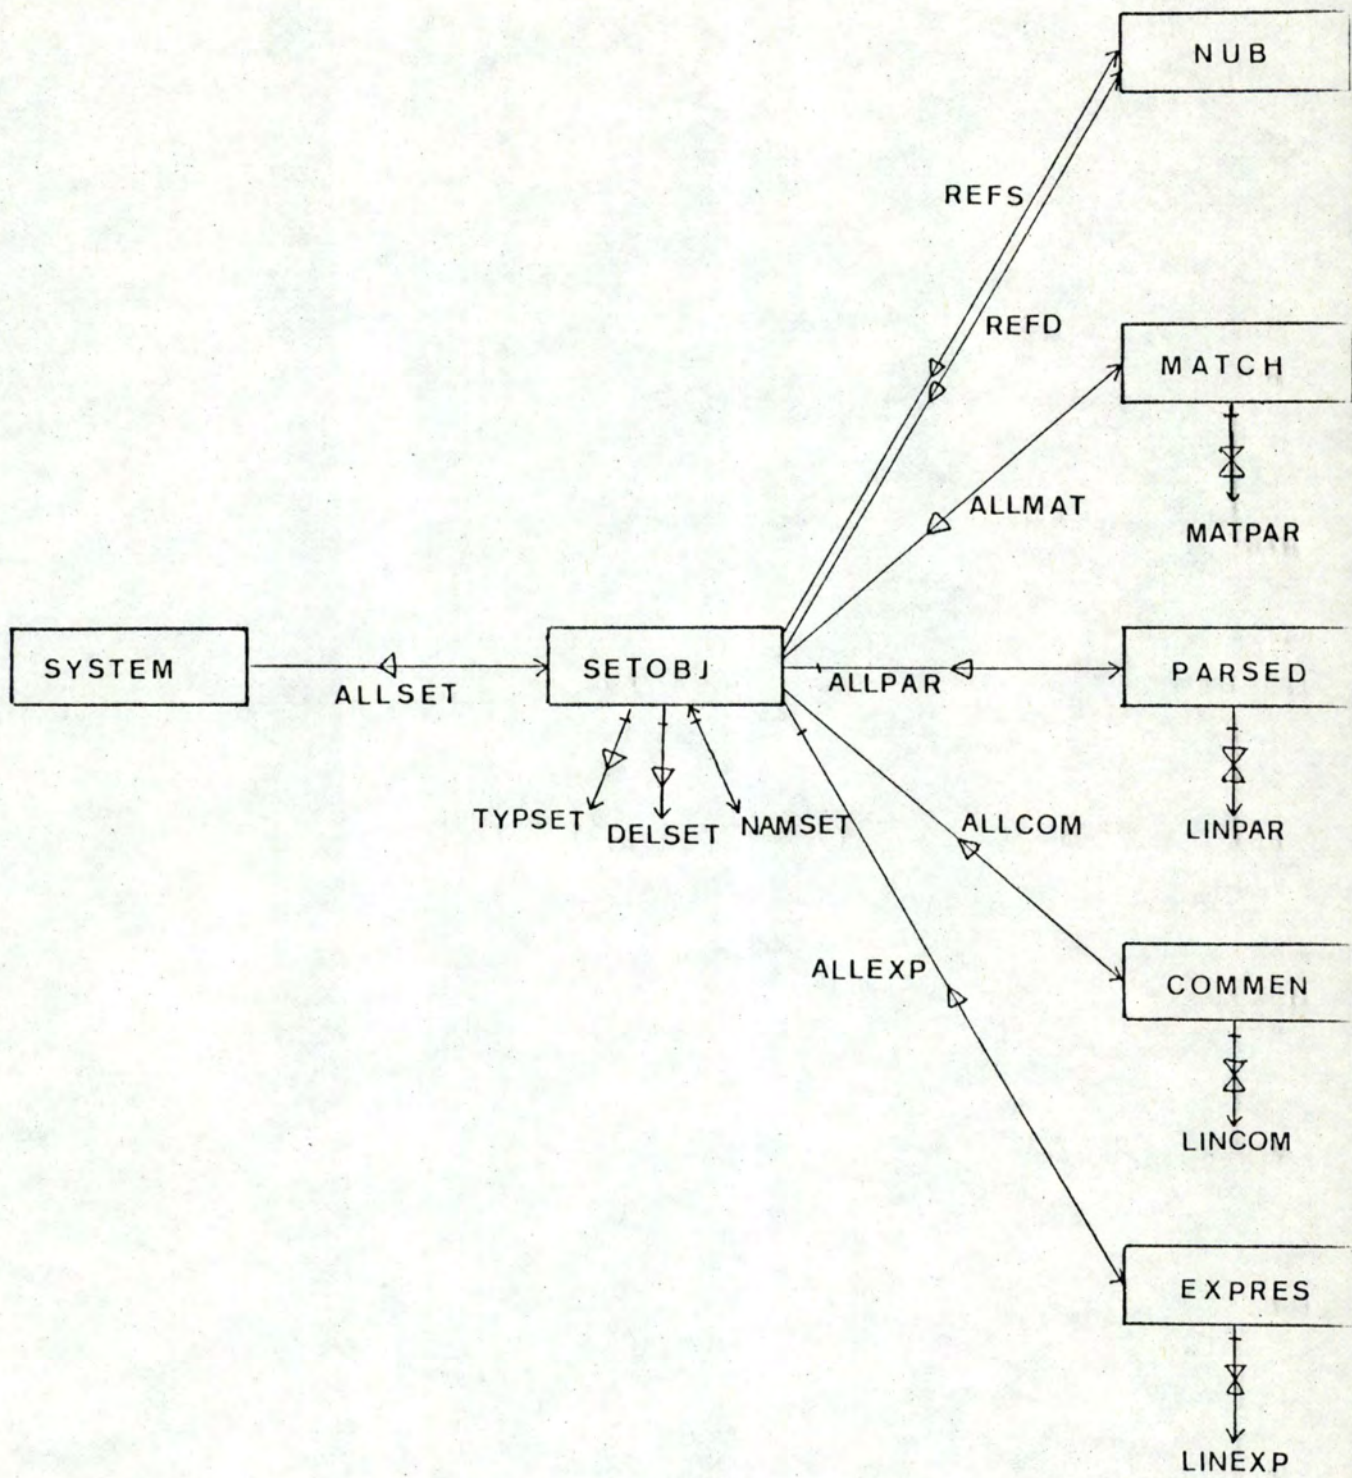 NUB
REFS
REFD
MATCH
ALLMAT
MATPAR
SYSTEM
ALLSET
SETOBJ
ALLPAR
PARSED
TYPSET
DELSET
NAMSET
ALLCOM
LINPAR
ALLEXP
COMMEN
LINCOM
EXPRES
LINEXP